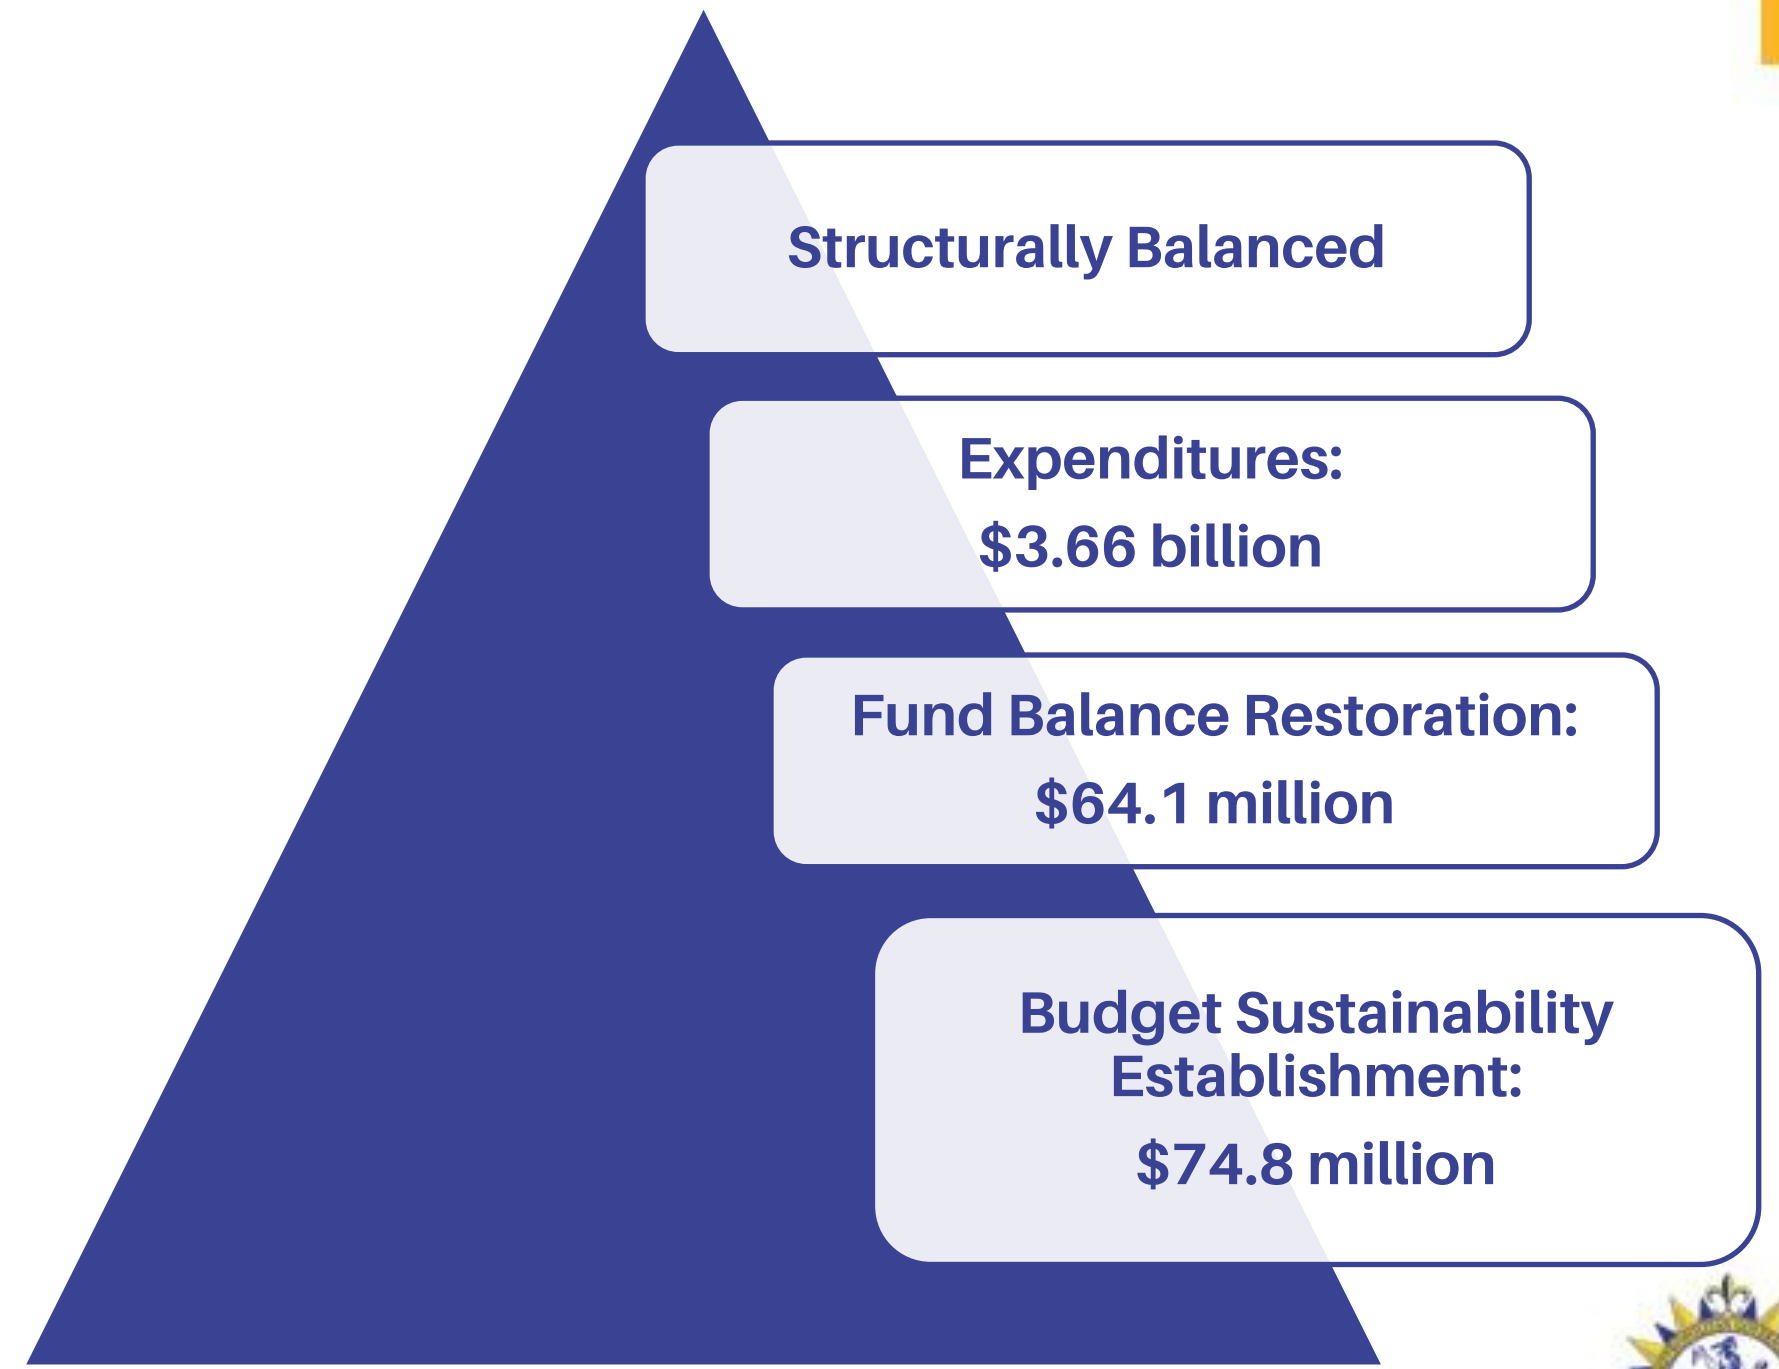 Structurally Balanced
Expenditures:
$3.66 billion
Fund Balance Restoration:
$64.1 million
Budget Sustainability
Establishment:
$74.8 million